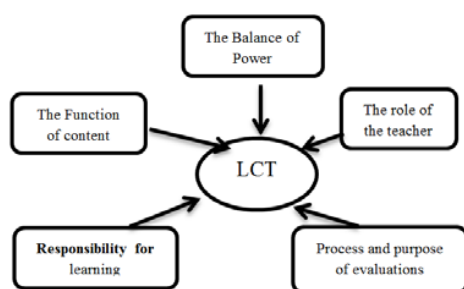 The Balance of
Power
The Function
of content
The role of
the teacher
LCT
Responsibility for
learning
Process and purpose
of evaluations